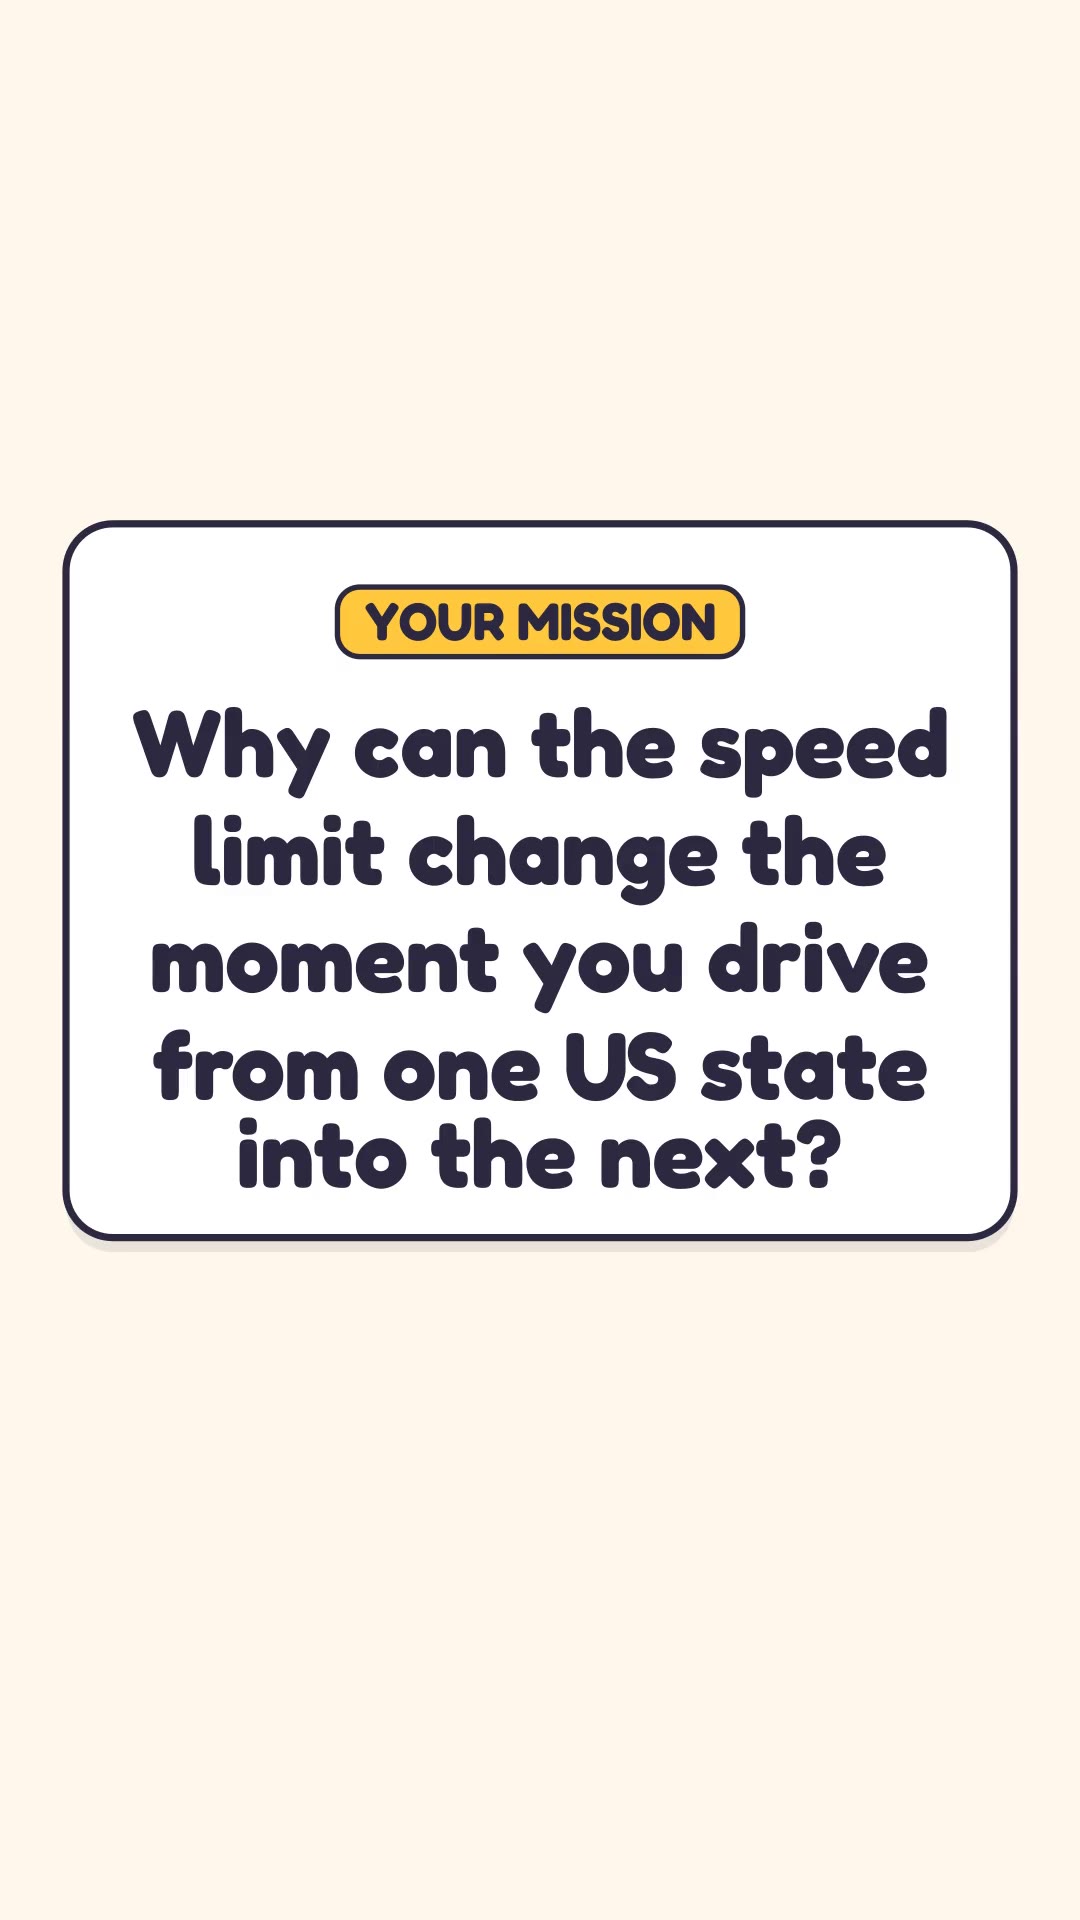 YOUR MISSION
Why can the speed
limit change the
moment you drive
from one US state
into the next?